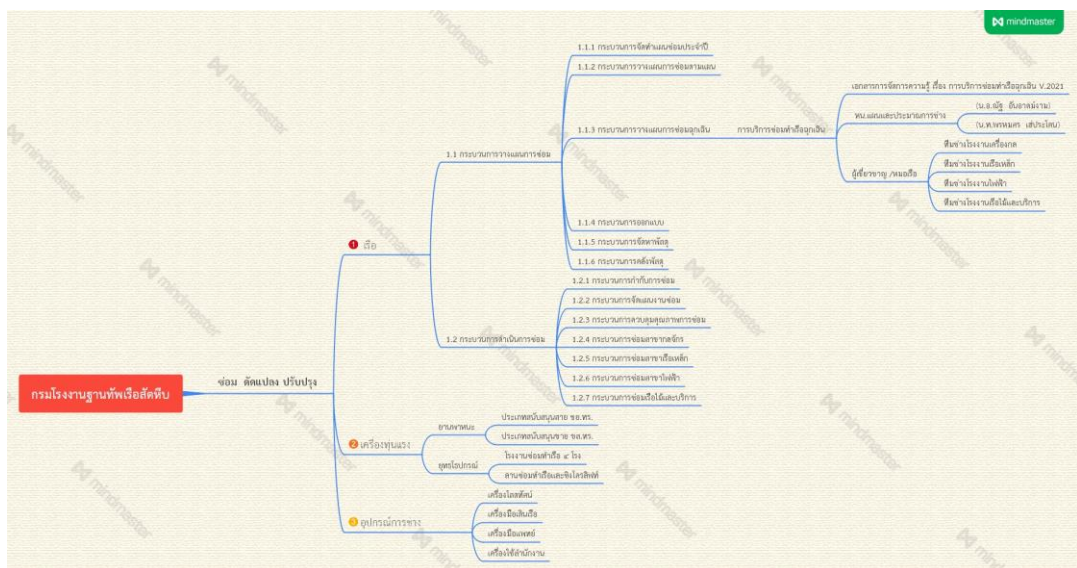 mindmaster
กรมโรงงานฐานทัพเรือสัตหีบ
ซ่อม ดัดแปลง ปรับปรุง
1 เรือ
1.1 กระบวนการวางแผนการซ่อม
1.1.1 กระบวนการจัดทำแผนซ่อมประจำปี
1.1.2 กระบวนการวางแผนการซ่อมตามแผน
1.1.3 กระบวนการวางแผนการซ่อมฉุกเฉิน
การบริการซ่อมทำเรือฉุกเฉิน
เอกสารการจัดการความรู้ เรื่อง การบริการซ่อมทำเรือฉุกเฉิน V.2021
หน.แผนและประมาณการช่าง
ผู้เชี่ยวชาญ /หมอเรือ
ทีมช่างโรงงานเครื่องกล
ทีมช่างโรงงานเรือเหล็ก
ทีมช่างโรงงานไฟฟ้า
ทีมช่างโรงงานเรือไม้และบริการ
1.1.4 กระบวนการออกแบบ
1.1.5 กระบวนการจัดหาพัสดุ
1.1.6 กระบวนการคลังพัสดุ
1.2 กระบวนการดำเนินการซ่อม
1.2.1 กระบวนการกำกับการซ่อม
1.2.2 กระบวนการจัดแผนงานซ่อม
1.2.3 กระบวนการควบคุมคุณภาพการซ่อม
1.2.4 กระบวนการซ่อมสาขากลจักร
1.2.5 กระบวนการซ่อมสาขาเรือเหล็ก
1.2.6 กระบวนการซ่อมสาขาไฟฟ้า
1.2.7 กระบวนการซ่อมเรือไม้และบริการ
2 เครื่องทุ่นแรง
ยานพาหนะ
ประเภทสนับสนุนสาย ขส.ทร.
ยุทโธปกรณ์
โรงงานซ่อมทำเรือ ๔ โรง
ลานซ่อมทำเรือและซิงโครลิฟท์
3 อุปกรณ์การช่าง
เครื่องโสตทัศน์
เครื่องมือเดินเรือ
เครื่องมือแพทย์
เครื่องใช้สำนักงาน